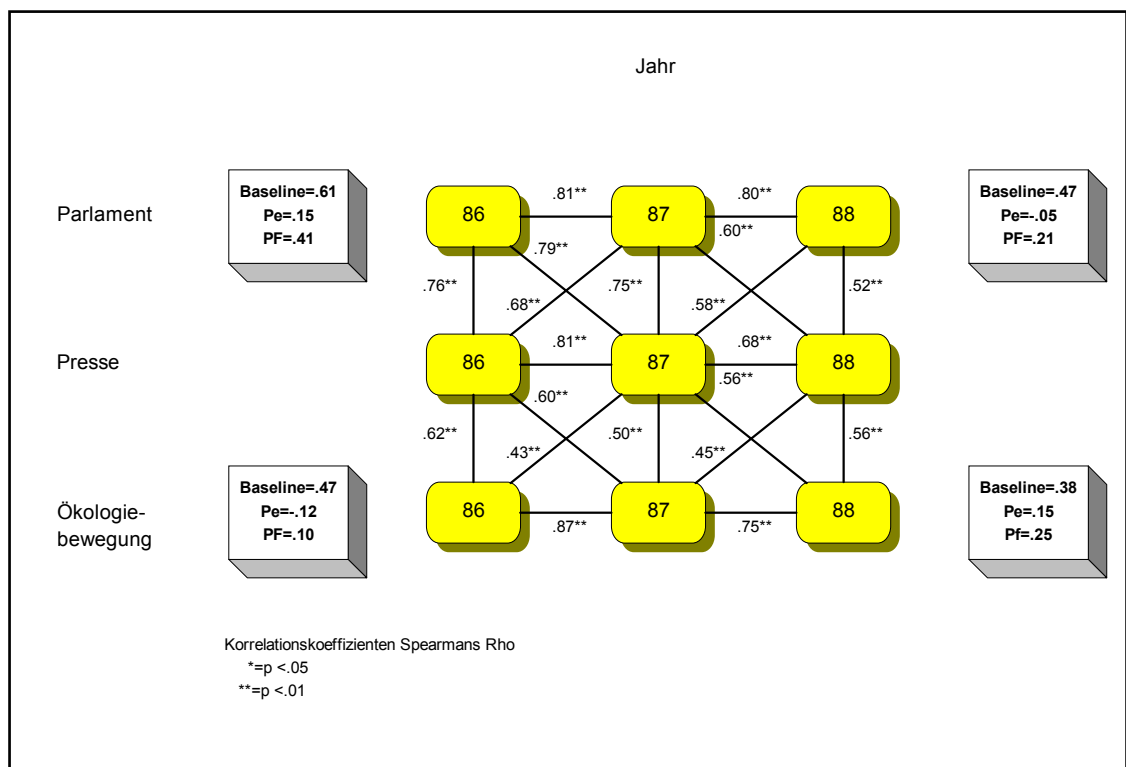 Jahr
Parlament
Baseline=.61
Pe=.15
PF=.41
86
.81**
87
.80**
88
Baseline=.47
Pe=-.05
PF=.21
.60**
.79**
.76**
.68**
.75**
.58**
.52**
Presse
86
.81**
87
.68**
88
.56**
.60**
.62**
.43**
.50**
.45**
.56**
Ökologie-
bewegung
Baseline=.47
Pe=-.12
PF=.10
86
.87**
87
.75**
88
Baseline=.38
Pe=.15
Pf=.25
Korrelationskoeffizienten Spearmans Rho
*=p <.05
**=p <.01